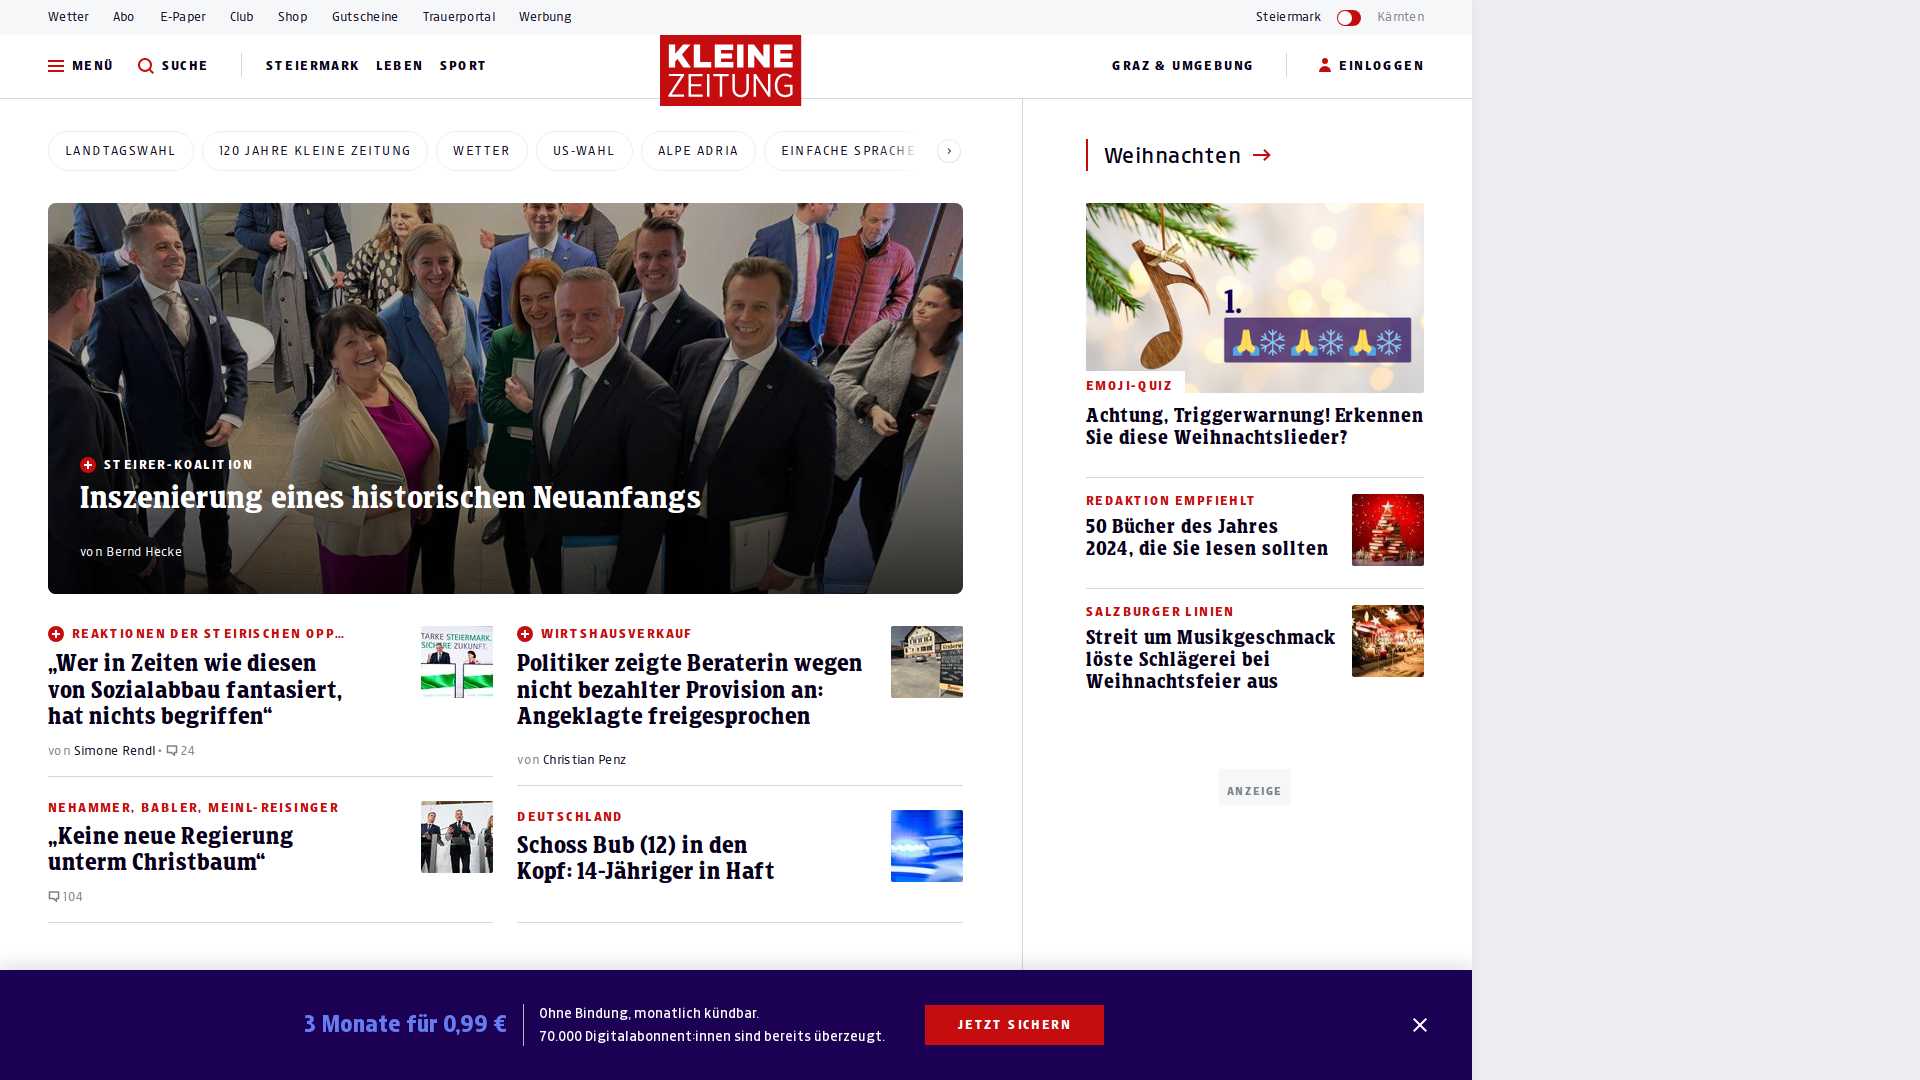 Wetter Abo E-Paper Club Shop Gutscheine Trauerportal Werbung Steiermark Kärnten
MENÜ SUCHE STEIERMARK LEBEN SPORT KLEINE ZEITUNG GRAZ & UMGEBUNG EINLOGGEN
LANDTAGSWAHL 120 JAHRE KLEINE ZEITUNG WETTER US-WAHL ALPE ADRIA EINFACHE SPRACHE
STEIRER-KOALITION
Inszenierung eines historischen Neuanfangs
von Bernd Hecke
REAKTIONEN DER STEIRISCHEN OPP...
„Wer in Zeiten wie diesen
von Sozialabbau fantasiert,
hat nichts begriffen“
von Simone Rendl • 24
TARKE STEIERMARK.
NEHAMMER, BABLER, MEINL-REISINGER
„Keine neue Regierung
unterm Christbaum“
104
WIRTSHAUSVERKAUF
Politiker zeigte Beraterin wegen
nicht bezahlter Provision an:
Angeklagte freigesprochen
von Christian Penz
DEUTSCHLAND
Schoss Bub (12) in den
Kopf: 14-Jähriger in Haft
Weihnachten
1.
EMOJI-QUIZ
Achtung, Triggerwarnung! Erkennen
Sie diese Weihnachtslieder?
REDAKTION EMPFIEHLT
50 Bücher des Jahres
2024, die Sie lesen sollten
SALZBURGER LINIEN
Streit um Musikgeschmack
löste Schlägerei bei
Weihnachtsfeier aus
ANZEIGE
3 Monate für 0,99 €
Ohne Bindung, monatlich kündbar.
70.000 Digitalabonnent:innen sind bereits überzeugt.
JETZT SICHERN